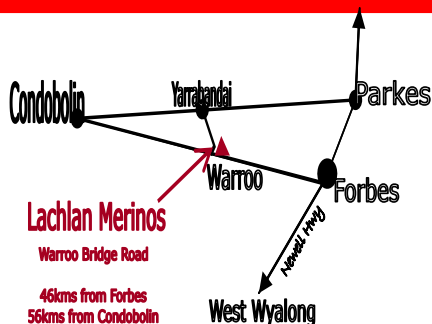 Yarrabandai
Parkes
Condobolin
Warroo
Forbes
Lachlan Merinos
Newell Hwy
Warroo Bridge Road
46kms from Forbes
56kms from Condobolin
West Wyalong